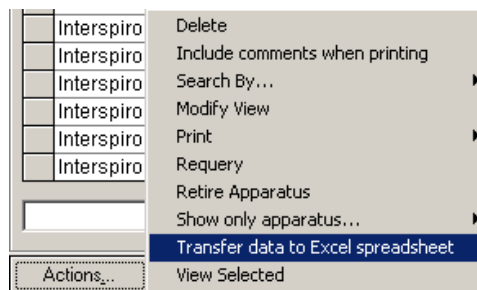 Interspiro Delete
Interspiro Include comments when printing
Interspiro Search By...
Interspiro Modify View
Interspiro Print
Interspiro Requery
Retire Apparatus
Show only apparatus...
Transfer data to Excel spreadsheet
Actions... View Selected